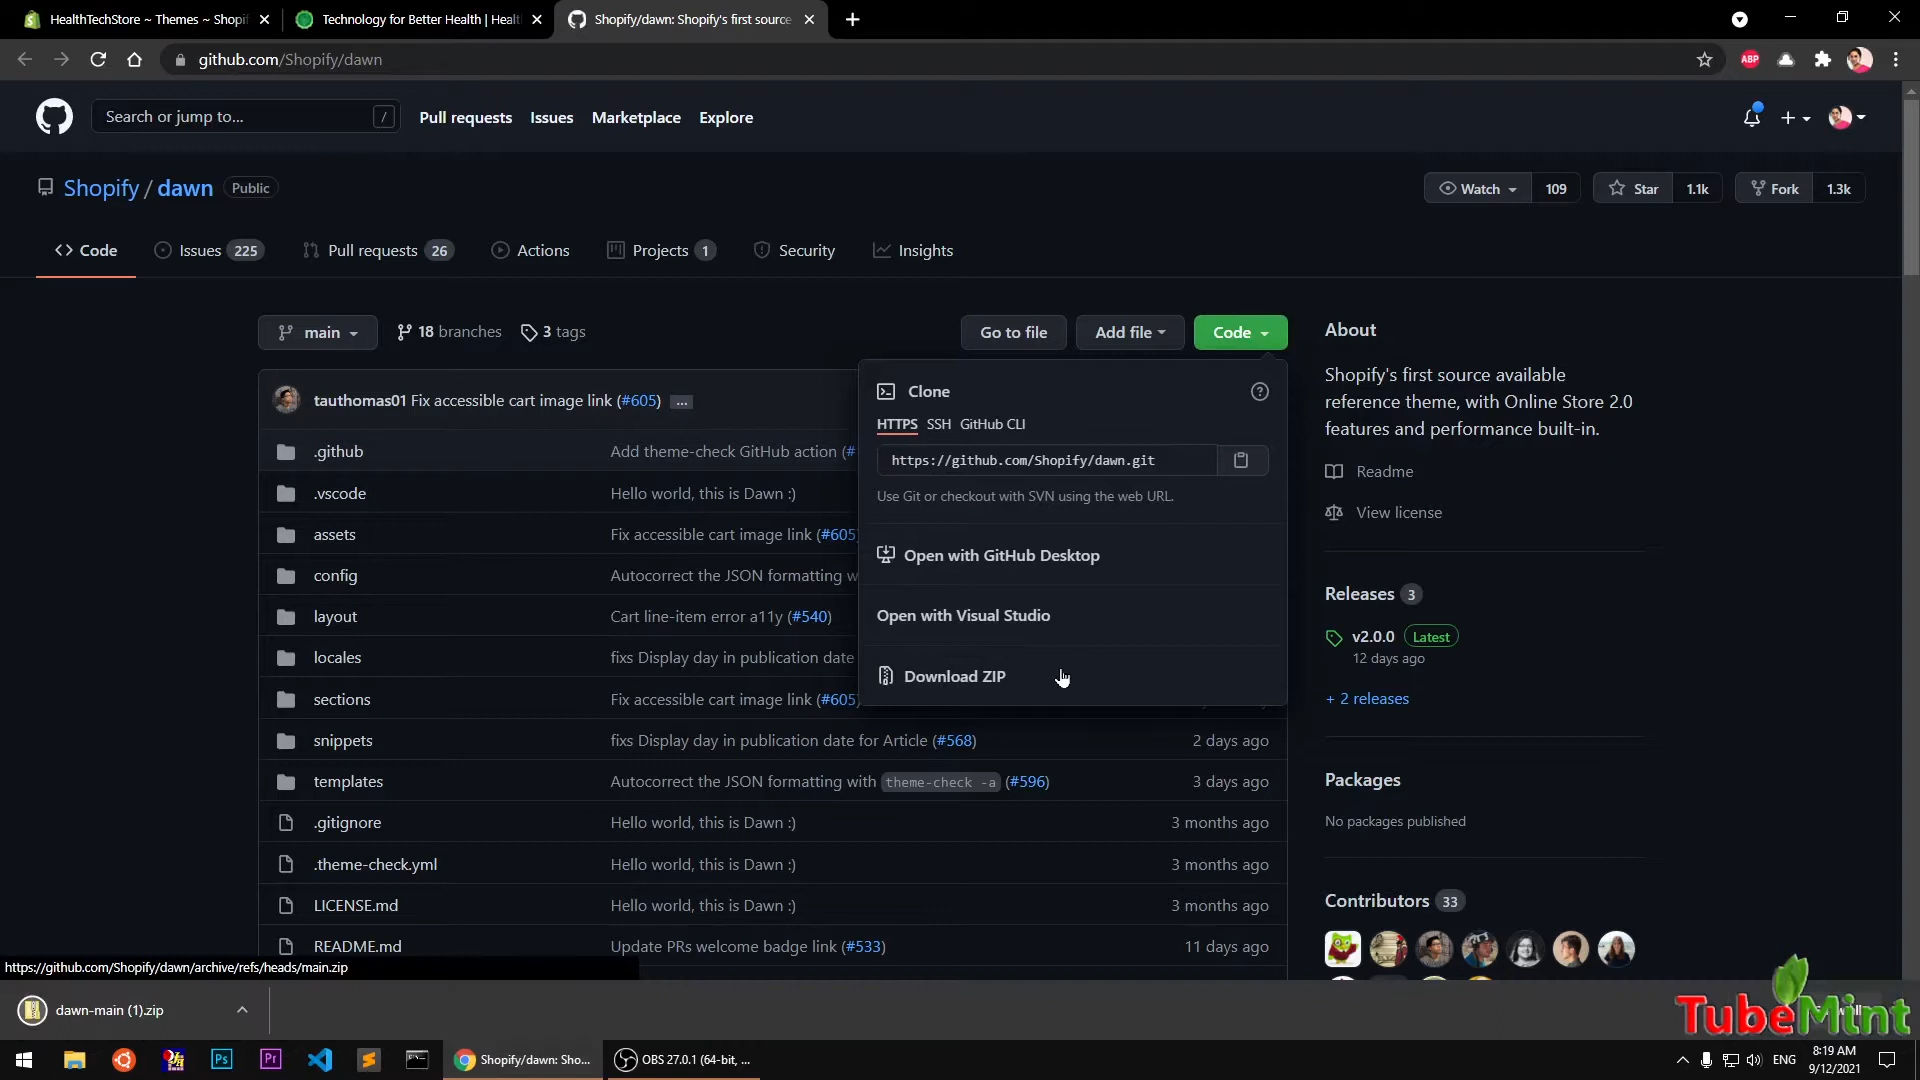 HealthTechStore ~ Themes ~ Shopi
Technology for Better Health | Healt
Shopify/dawn: Shopify's first source
github.com/Shopify/dawn
ABP
Search or jump to...
/
Pull requests
Issues
Marketplace
Explore
Shopify / dawn
Public
Watch
109
Star
1.1k
Fork
1.3k
Code
Issues 225
Pull requests 26
Actions
Projects 1
Security
Insights
main
18 branches
3 tags
Go to file
Add file
Code
About
Shopify's first source available
reference theme, with Online Store 2.0
features and performance built-in.
Readme
View license
Releases 3
v2.0.0 Latest
12 days ago
+ 2 releases
Packages
No packages published
Contributors 33
tauthomas01 Fix accessible cart image link (#605) ...
Clone
HTTPS SSH GitHub CLI
https://github.com/Shopify/dawn.git
Use Git or checkout with SVN using the web URL.
Open with GitHub Desktop
Open with Visual Studio
Download ZIP
.github Add theme-check GitHub action (#
.vscode Hello world, this is Dawn :)
assets Fix accessible cart image link (#605)
config Autocorrect the JSON formatting w
layout Cart line-item error a11y (#540)
locales fixs Display day in publication date
sections Fix accessible cart image link (#605)
snippets fixs Display day in publication date for Article (#568) 2 days ago
templates Autocorrect the JSON formatting with theme-check -a (#596) 3 days ago
.gitignore Hello world, this is Dawn :) 3 months ago
.theme-check.yml Hello world, this is Dawn :) 3 months ago
LICENSE.md Hello world, this is Dawn :) 3 months ago
README.md Update PRs welcome badge link (#533) 11 days ago
https://github.com/Shopify/dawn/archive/refs/heads/main.zip
dawn-main (1).zip
TubeMint
Ps
Pr
Shopify/dawn: Sho...
OBS 27.0.1 (64-bit, ...
ENG
8:19 AM
9/12/2021